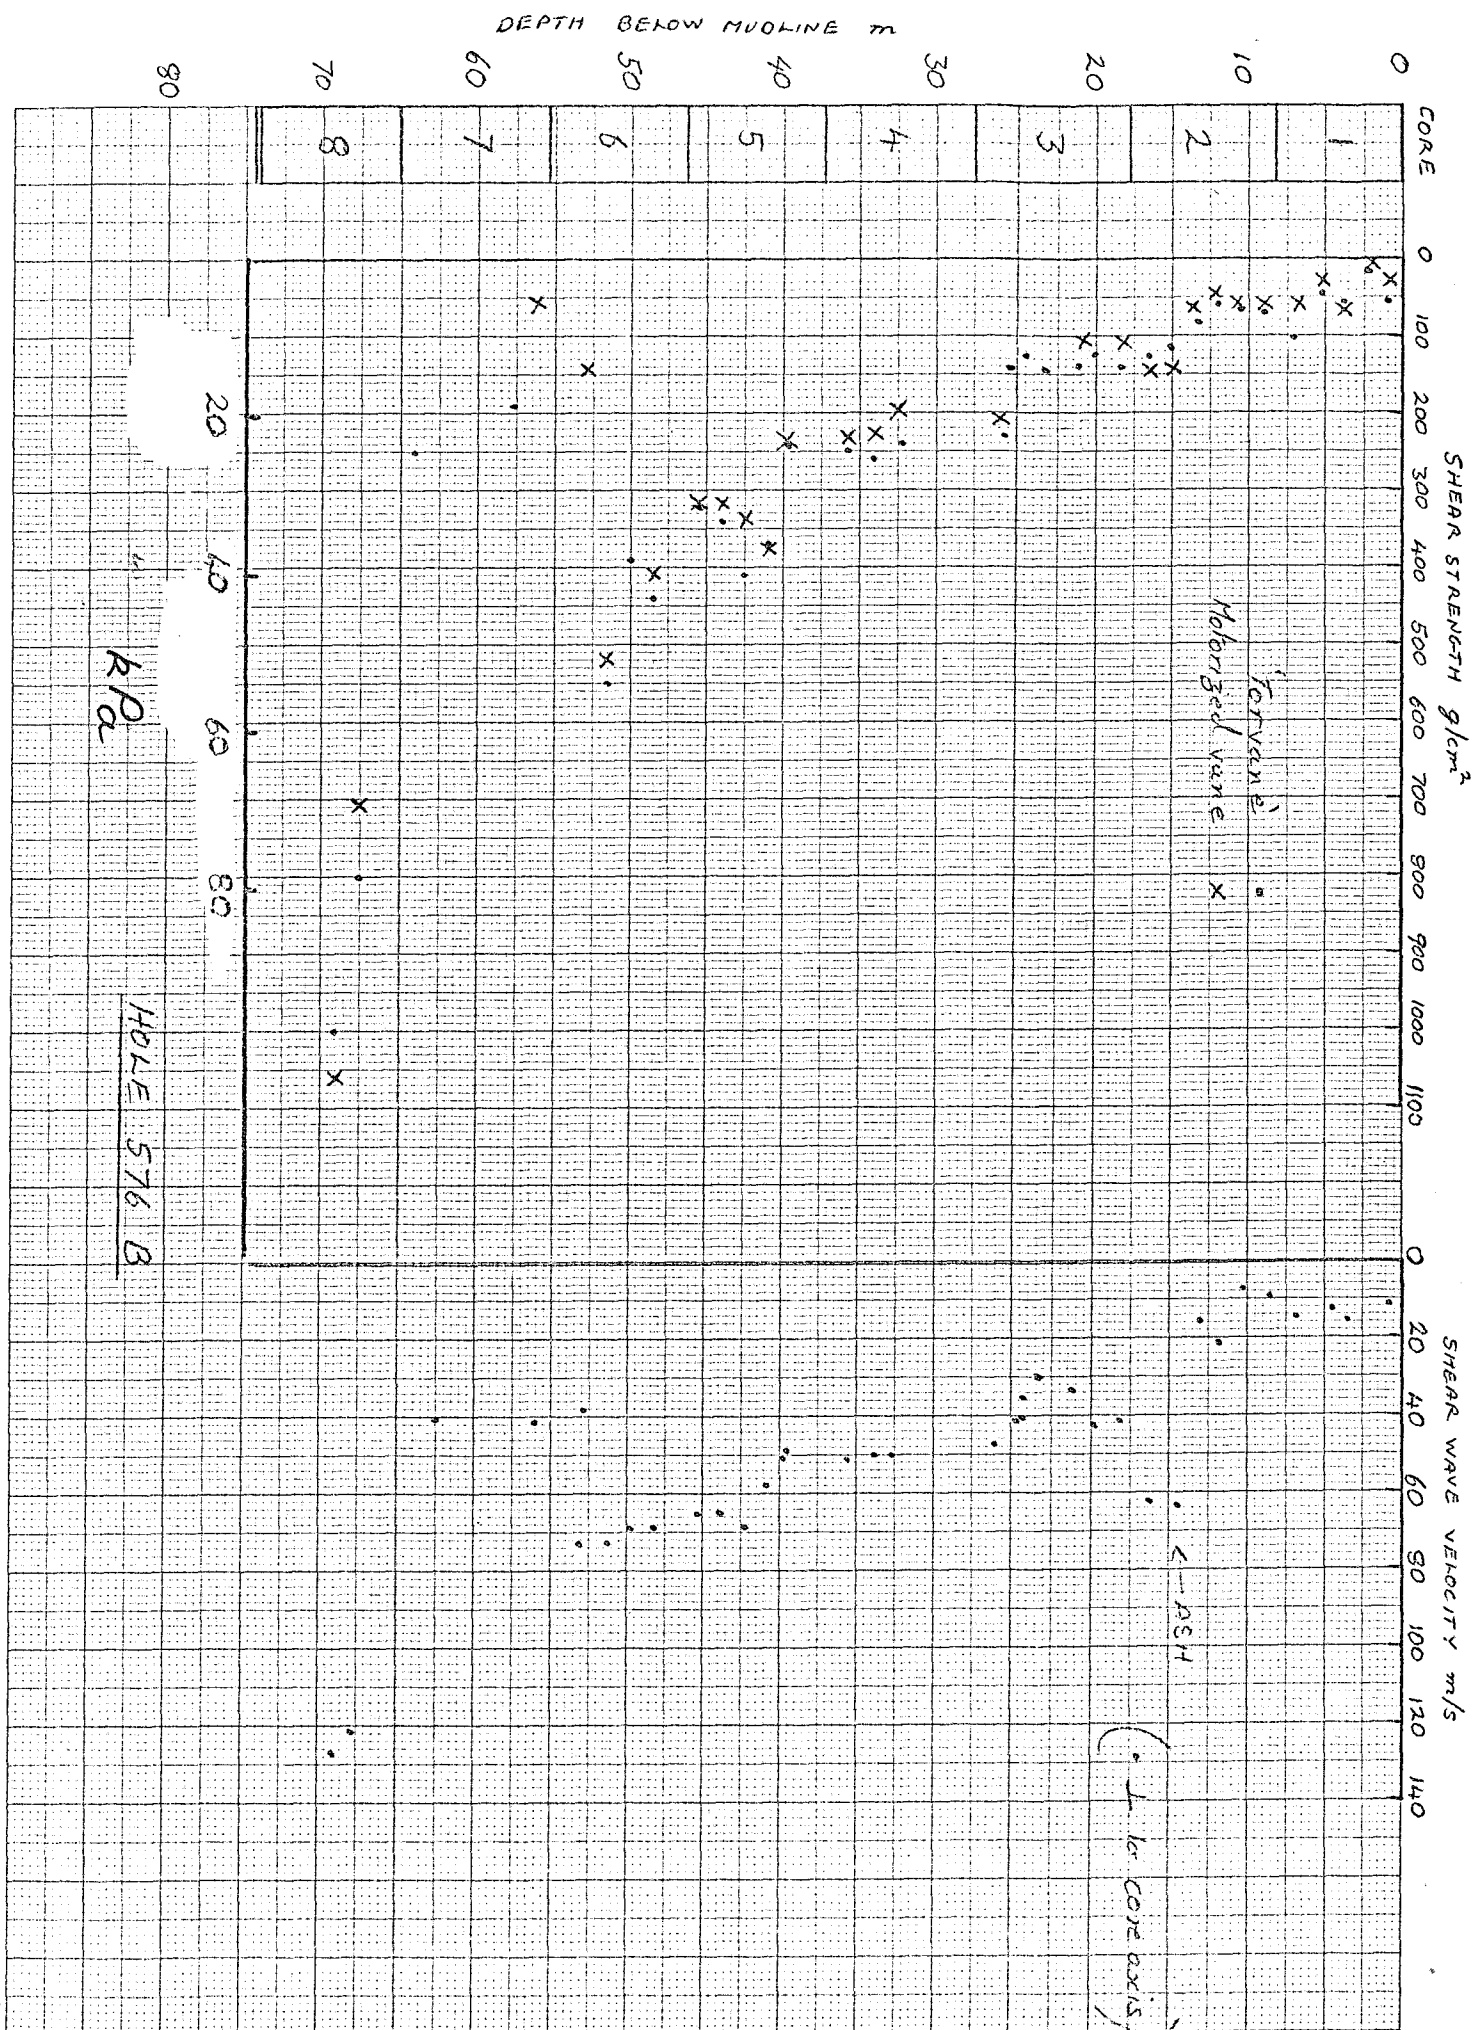 SHEAR STRENGTH g/cm²
SHEAR WAVE VELOCITY m/s
CORE
0 100 200 300 400 500 600 700 800 900 1000 1100
0 20 40 60 80 100 120 140
DEPTH BELOW MUDLINE m
0
10
20
30
40
50
60
70
80
1
2
3
4
5
6
7
8
'Torvane' •
Motorized vane X
← ASH
(• ⊥ to core axis)
20 40 60 80
kPa
HOLE 576 B